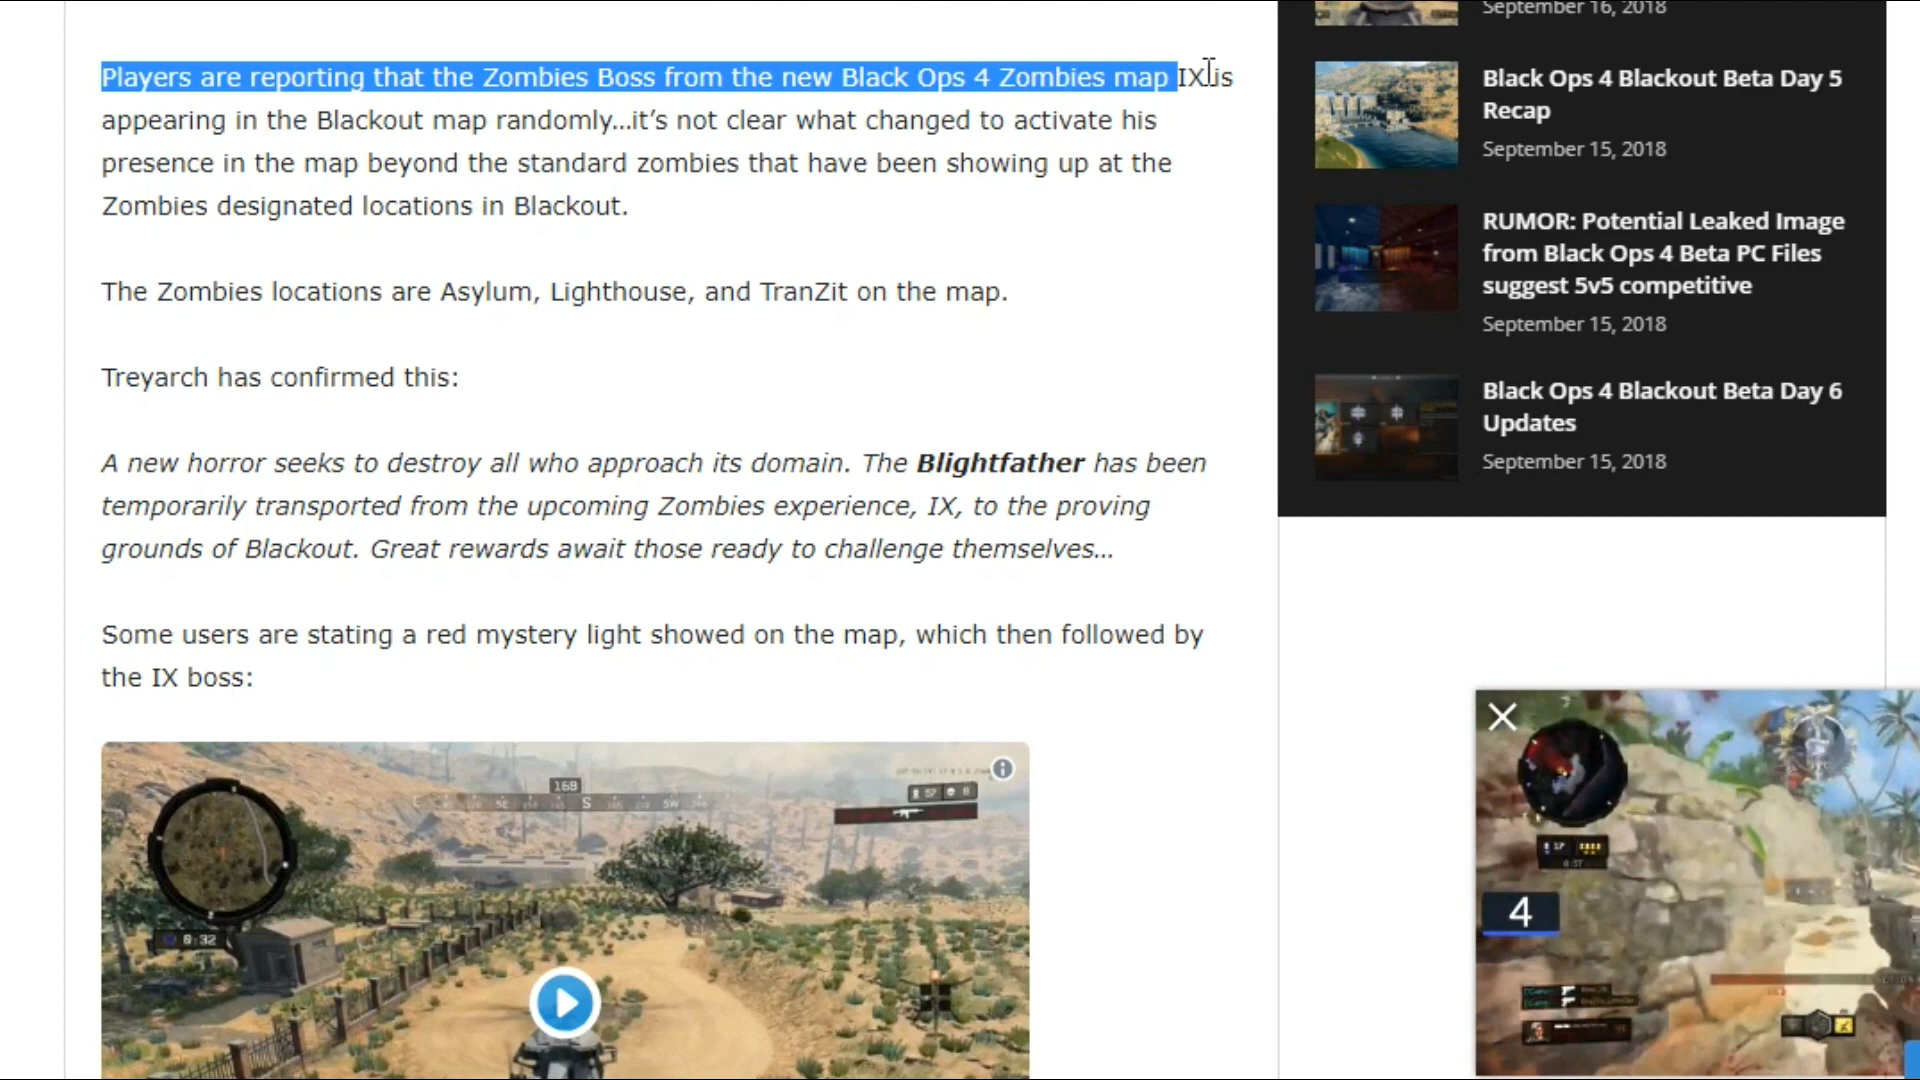 Players are reporting that the Zombies Boss from the new Black Ops 4 Zombies map IX is
appearing in the Blackout map randomly…it’s not clear what changed to activate his
presence in the map beyond the standard zombies that have been showing up at the
Zombies designated locations in Blackout.
The Zombies locations are Asylum, Lighthouse, and TranZit on the map.
Treyarch has confirmed this:
A new horror seeks to destroy all who approach its domain. The Blightfather has been
temporarily transported from the upcoming Zombies experience, IX, to the proving
grounds of Blackout. Great rewards await those ready to challenge themselves…
Some users are stating a red mystery light showed on the map, which then followed by
the IX boss:
168
SE
S
SW
57
8:32
September 16, 2018
Black Ops 4 Blackout Beta Day 5
Recap
September 15, 2018
RUMOR: Potential Leaked Image
from Black Ops 4 Beta PC Files
suggest 5v5 competitive
September 15, 2018
Black Ops 4 Blackout Beta Day 6
Updates
September 15, 2018
17
0:57
4